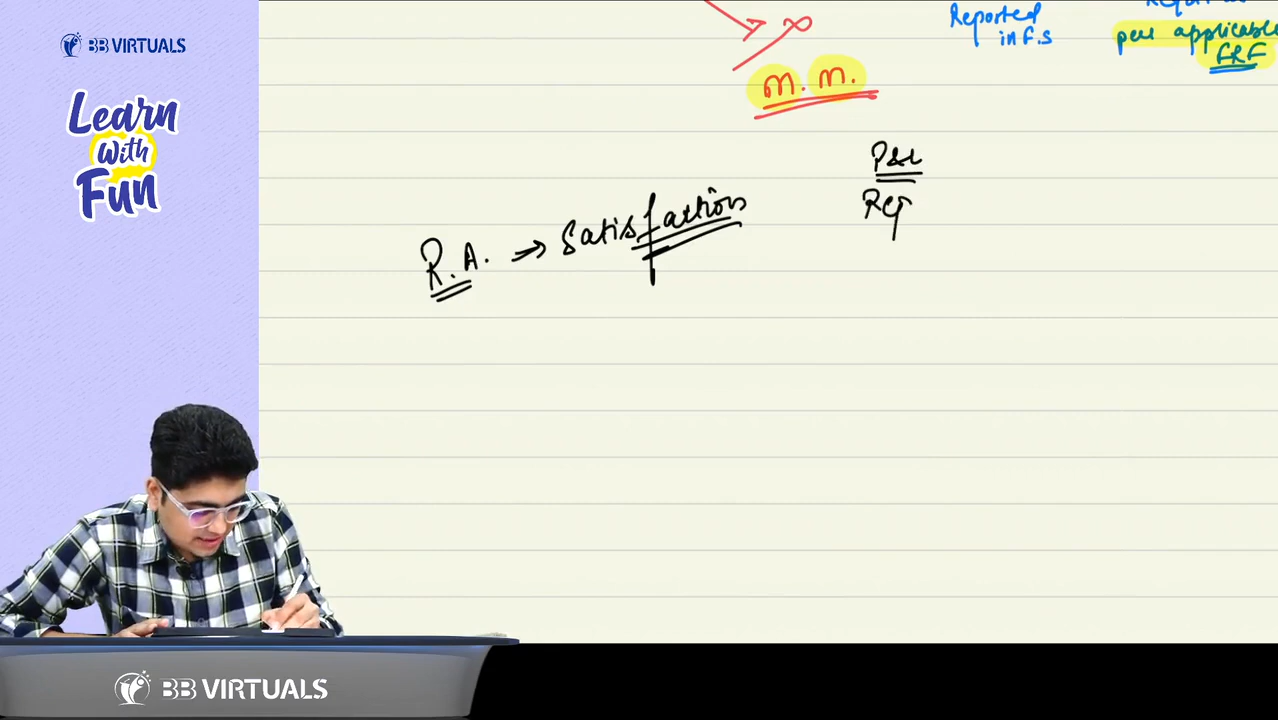 BB VIRTUALS
Learn
With
Fun
Reported
in F.S
per applicable
FRF
M. M.
P&L
Rep
R.A. → Satisfaction
BB VIRTUALS